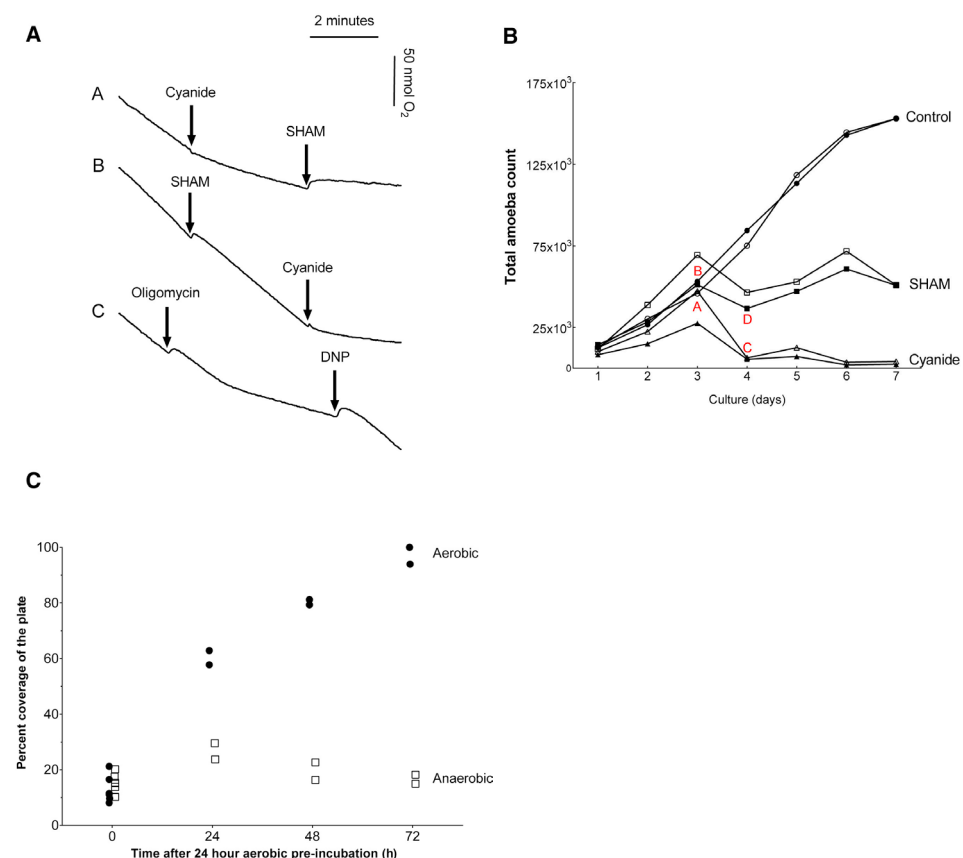 A
2 minutes
50 nmol O2
A
Cyanide
SHAM
B
SHAM
Cyanide
C
Oligomycin
DNP
B
Total amoeba count
175x10³
125x10³
75x10³
25x10³
0
1 2 3 4 5 6 7
Culture (days)
Control
SHAM
Cyanide
B
A
D
C
C
Percent coverage of the plate
100
80
60
40
20
0
0 24 48 72
Time after 24 hour aerobic pre-incubation (h)
Aerobic
Anaerobic